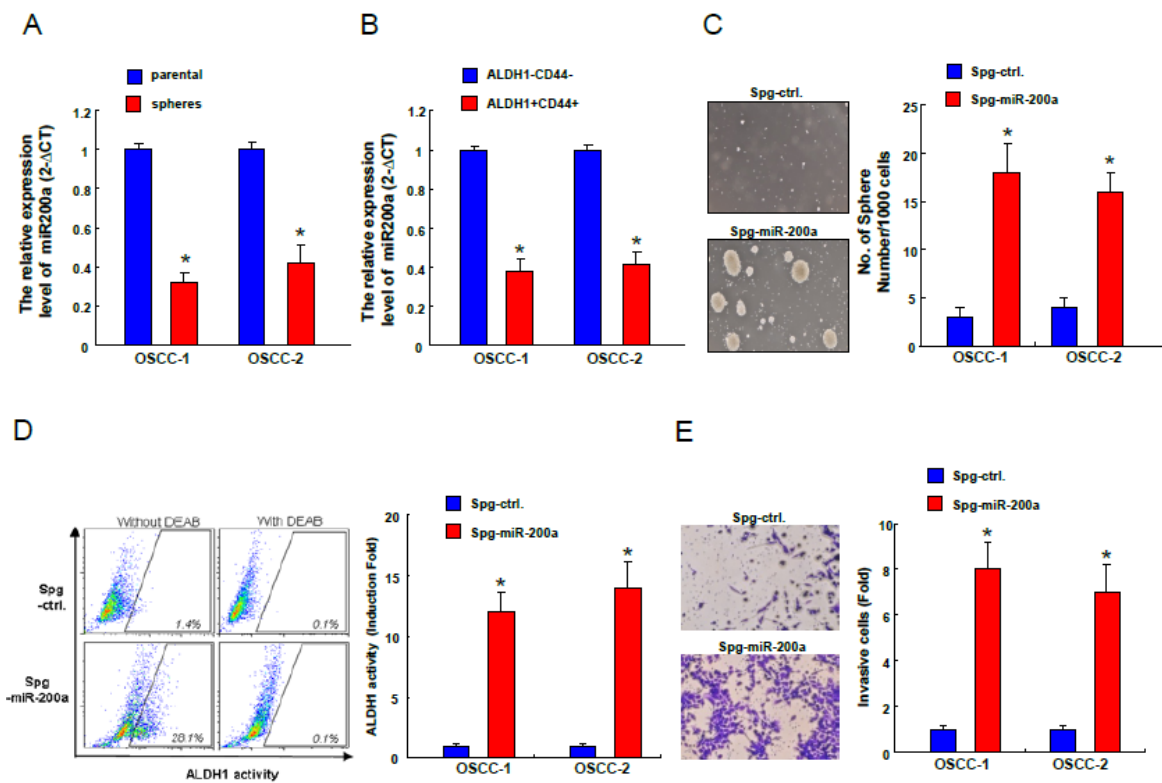 A
parental
spheres
The relative expression
level of miR200a (2-ΔCT)
1.2
1
0.8
0.6
0.4
0.2
0
*
*
OSCC-1
OSCC-2
B
ALDH1-CD44-
ALDH1+CD44+
The relative expression
level of miR200a (2-ΔCT)
1.2
1
0.8
0.6
0.4
0.2
0
*
*
OSCC-1
OSCC-2
C
Spg-ctrl.
Spg-miR-200a
Spg-ctrl.
Spg-miR-200a
No. of Sphere
Number/1000 cells
25
20
15
10
5
0
*
*
OSCC-1
OSCC-2
D
Without DEAB
With DEAB
Spg
-ctrl.
1.4%
0.1%
Spg
-miR-200a
28.1%
0.1%
ALDH1 activity
Spg-ctrl.
Spg-miR-200a
ALDH1 activity (Induction Fold)
20
15
10
5
0
*
*
OSCC-1
OSCC-2
E
Spg-ctrl.
Spg-miR-200a
Spg-ctrl.
Spg-miR-200a
Invasive cells (Fold)
10
8
6
4
2
0
*
*
OSCC-1
OSCC-2